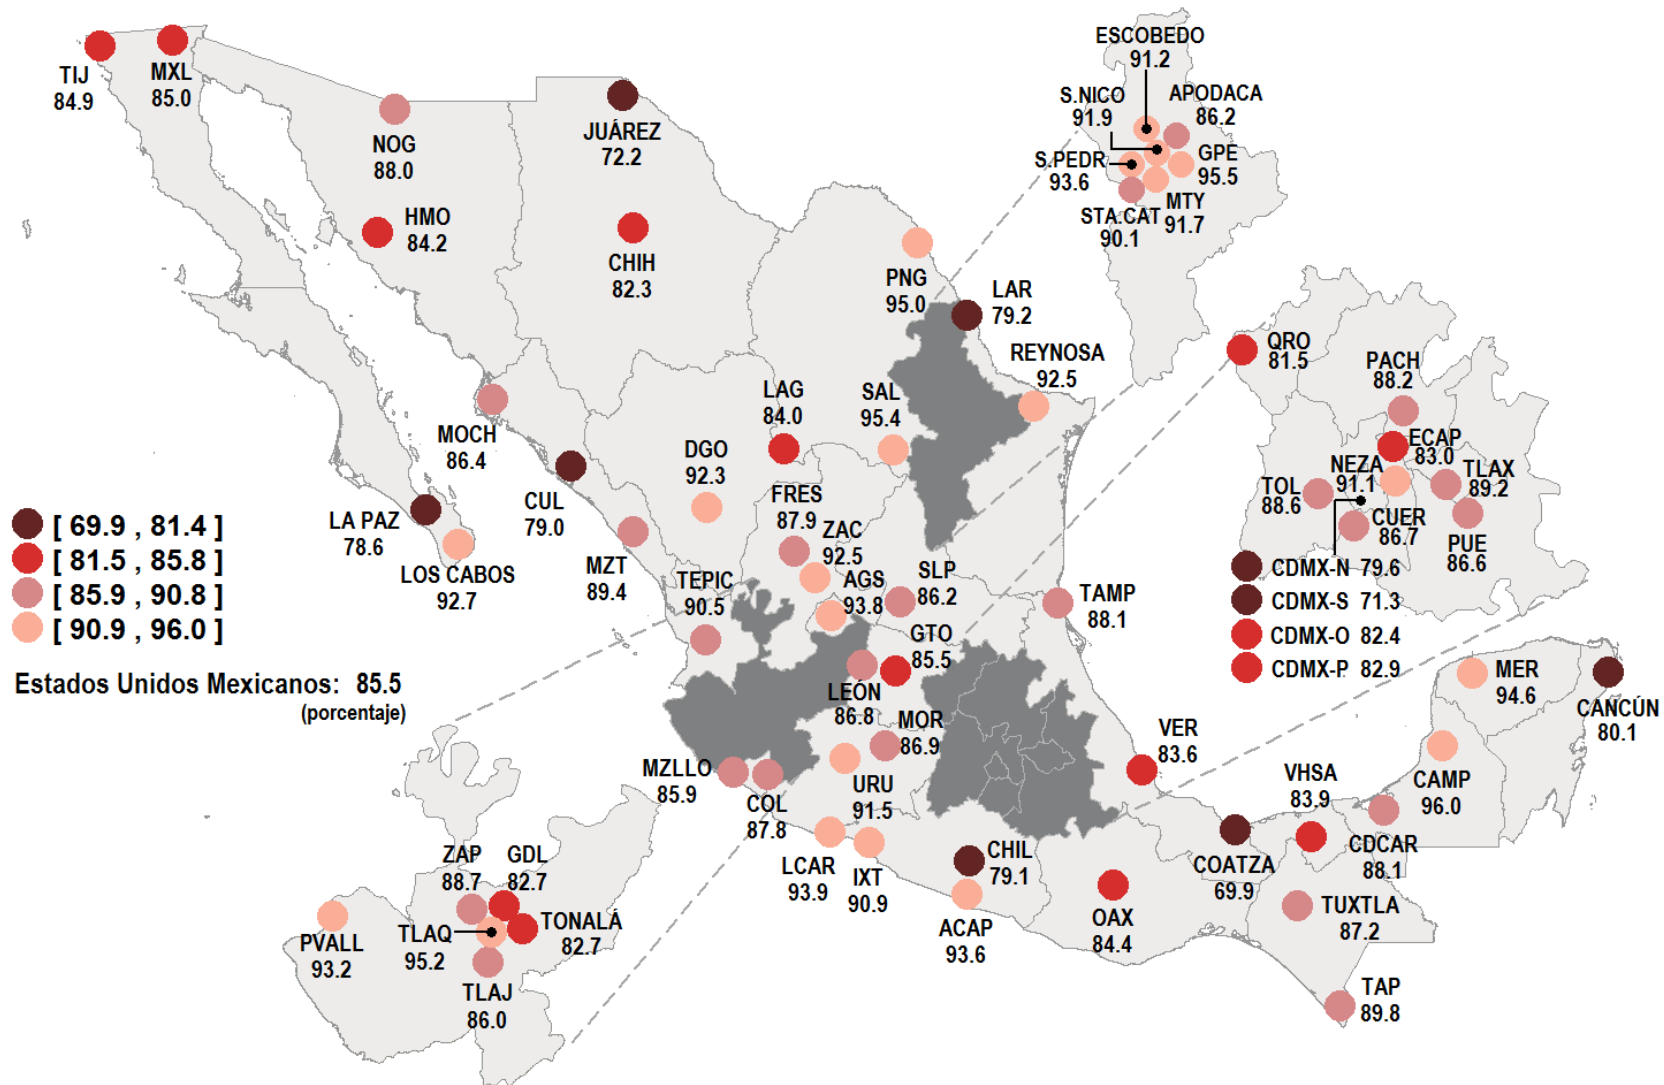 TIJ
84.9
MXL
85.0
NOG
88.0
HMO
84.2
JUÁREZ
72.2
CHIH
82.3
ESCOBEDO
91.2
S.NICO
91.9
APODACA
86.2
S.PEDR
93.6
GPE
95.5
STA.CAT
90.1
MTY
91.7
PNG
95.0
LAR
79.2
REYNOSA
92.5
MOCH
86.4
CUL
79.0
LAG
84.0
SAL
95.4
DGO
92.3
FRES
87.9
ZAC
92.5
AGS
93.8
SLP
86.2
LA PAZ
78.6
LOS CABOS
92.7
MZT
89.4
TEPIC
90.5
TAMP
88.1
GTO
85.5
LEÓN
86.8
MOR
86.9
MZLLO
85.9
COL
87.8
URU
91.5
LCAR
93.9
IXT
90.9
CHIL
79.1
ACAP
93.6
OAX
84.4
VER
83.6
COATZA
69.9
VHSA
83.9
CDCAR
88.1
CAMP
96.0
MER
94.6
CANCÚN
80.1
TUXTLA
87.2
TAP
89.8
QRO
81.5
PACH
88.2
ECAP
83.0
NEZA
91.1
TLAX
89.2
TOL
88.6
CUER
86.7
PUE
86.6
CDMX-N 79.6
CDMX-S 71.3
CDMX-O 82.4
CDMX-P 82.9
[ 69.9 , 81.4 ]
[ 81.5 , 85.8 ]
[ 85.9 , 90.8 ]
[ 90.9 , 96.0 ]
Estados Unidos Mexicanos: 85.5
(porcentaje)
ZAP
88.7
GDL
82.7
TONALÁ
82.7
PVALL
93.2
TLAQ
95.2
TLAJ
86.0